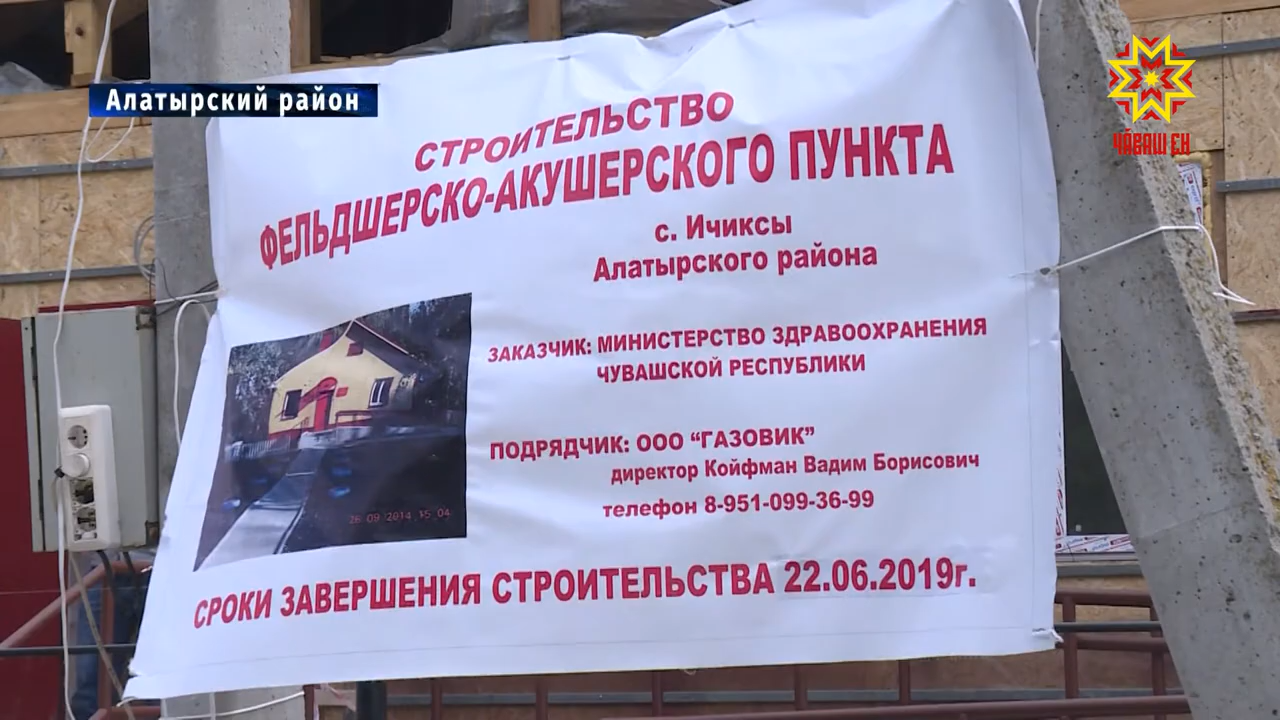 Алатырский район
ЧӐВАШ ЕН
СТРОИТЕЛЬСТВО
ФЕЛЬДШЕРСКО-АКУШЕРСКОГО ПУНКТА
с. Ичиксы
Алатырского района
ЗАКАЗЧИК: МИНИСТЕРСТВО ЗДРАВООХРАНЕНИЯ
ЧУВАШСКОЙ РЕСПУБЛИКИ
ПОДРЯДЧИК: ООО “ГАЗОВИК”
директор Койфман Вадим Борисович
телефон 8-951-099-36-99
26 09 2014 15 04
СРОКИ ЗАВЕРШЕНИЯ СТРОИТЕЛЬСТВА 22.06.2019г.